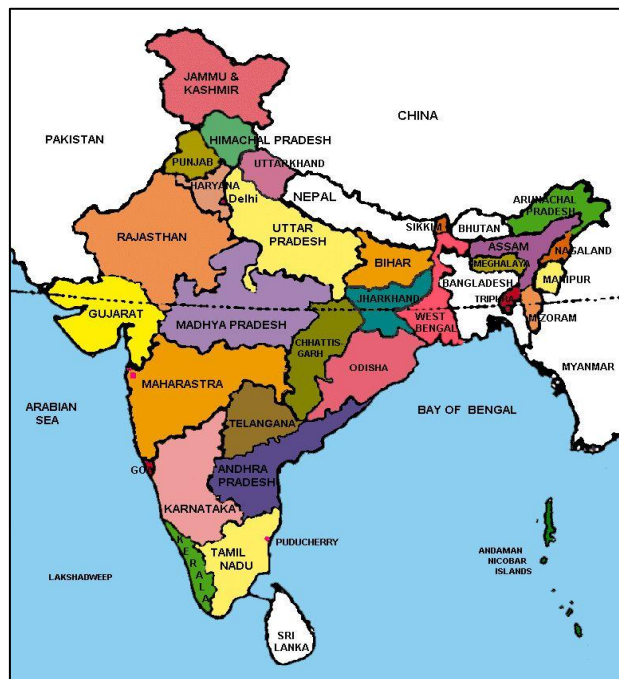 JAMMU &
KASHMIR
CHINA
PAKISTAN
HIMACHAL PRADESH
PUNJAB
UTTARKHAND
HARYANA
Delhi
NEPAL
ARUNACHAL
PRADESH
SIKKIM
BHUTAN
RAJASTHAN
UTTAR
PRADESH
ASSAM
NAGALAND
BIHAR
MEGHALAYA
MANIPUR
BANGLADESH
JHARKHAND
TRIPURA
GUJARAT
MADHYA PRADESH
WEST
BENGAL
MIZORAM
CHHATTIS-
GARH
ODISHA
MYANMAR
MAHARASTRA
ARABIAN
SEA
BAY OF BENGAL
TELANGANA
GOA
ANDHRA
PRADESH
KARNATAKA
PUDUCHERRY
KERALA
TAMIL
NADU
ANDAMAN
NICOBAR
ISLANDS
LAKSHADWEEP
SRI
LANKA